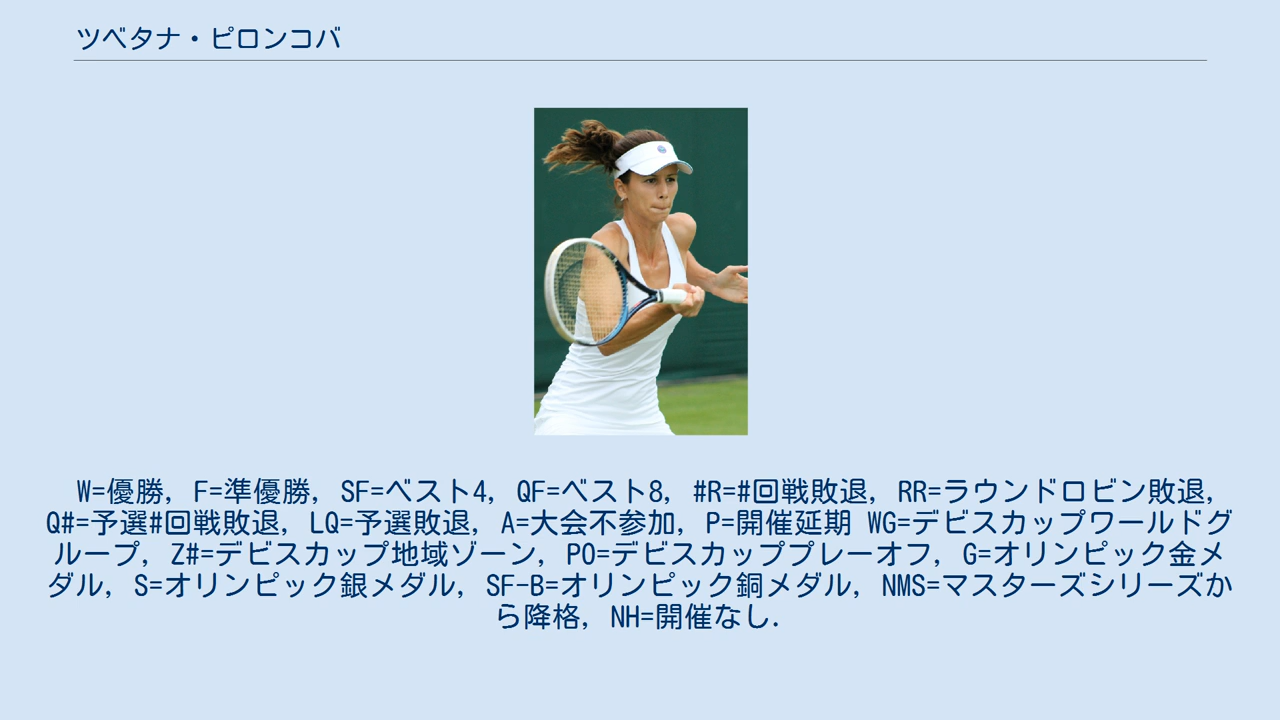 ツベタナ・ピロンコバ
W=優勝, F=準優勝, SF=ベスト4, QF=ベスト8, #R=#回戦敗退, RR=ラウンドロビン敗退,
Q#=予選#回戦敗退, LQ=予選敗退, A=大会不参加, P=開催延期 WG=デビスカップワールドグ
ループ, Z#=デビスカップ地域ゾーン, PO=デビスカッププレーオフ, G=オリンピック金メ
ダル, S=オリンピック銀メダル, SF-B=オリンピック銅メダル, NMS=マスターズシリーズか
ら降格, NH=開催なし.